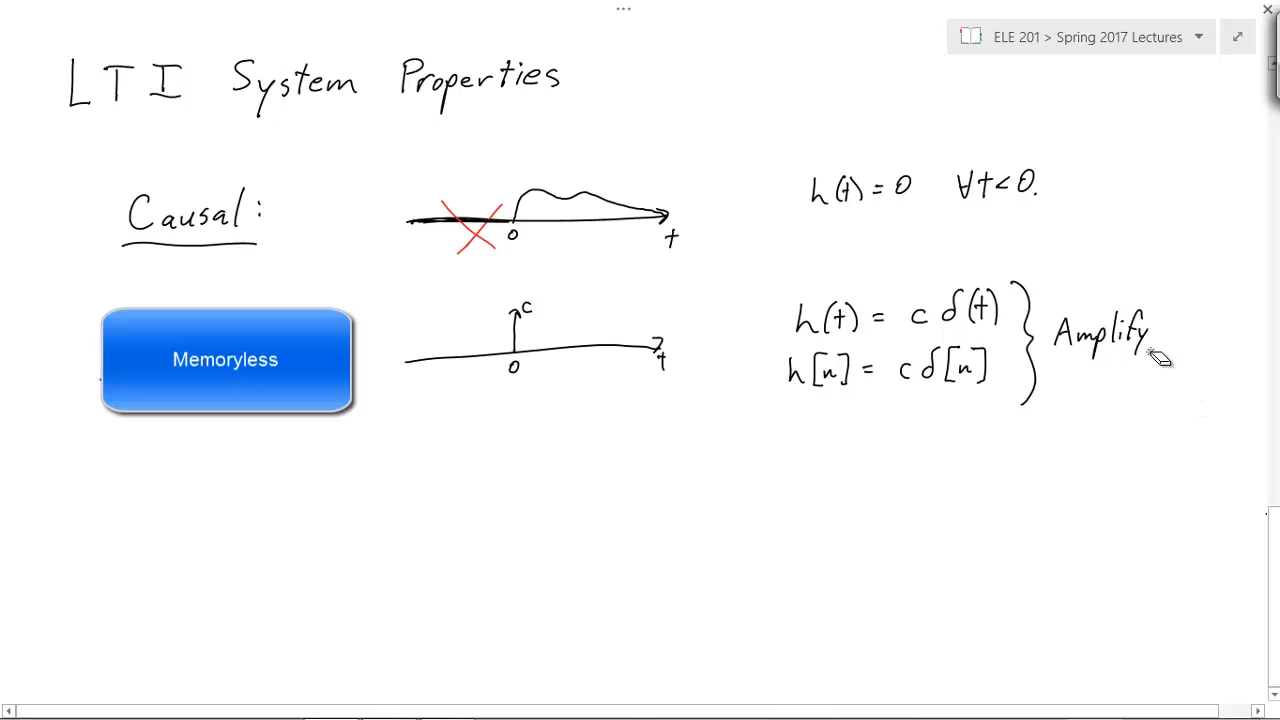 ELE 201 > Spring 2017 Lectures
LTI System Properties
Causal:
0
t
h(t) = 0 ∀t < 0.
Memoryless
c
0
t
h(t) = c δ(t)
h[n] = c δ[n]
} Amplify